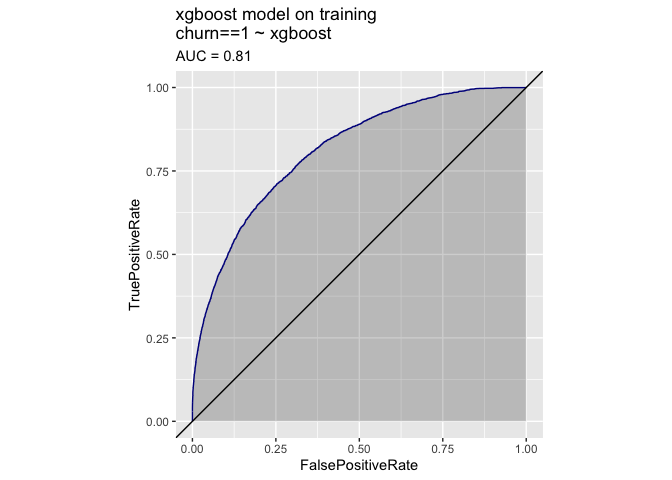 xgboost model on training
churn==1 ~ xgboost
AUC = 0.81
1.00
0.75
0.50
0.25
0.00
TruePositiveRate
0.00 0.25 0.50 0.75 1.00
FalsePositiveRate